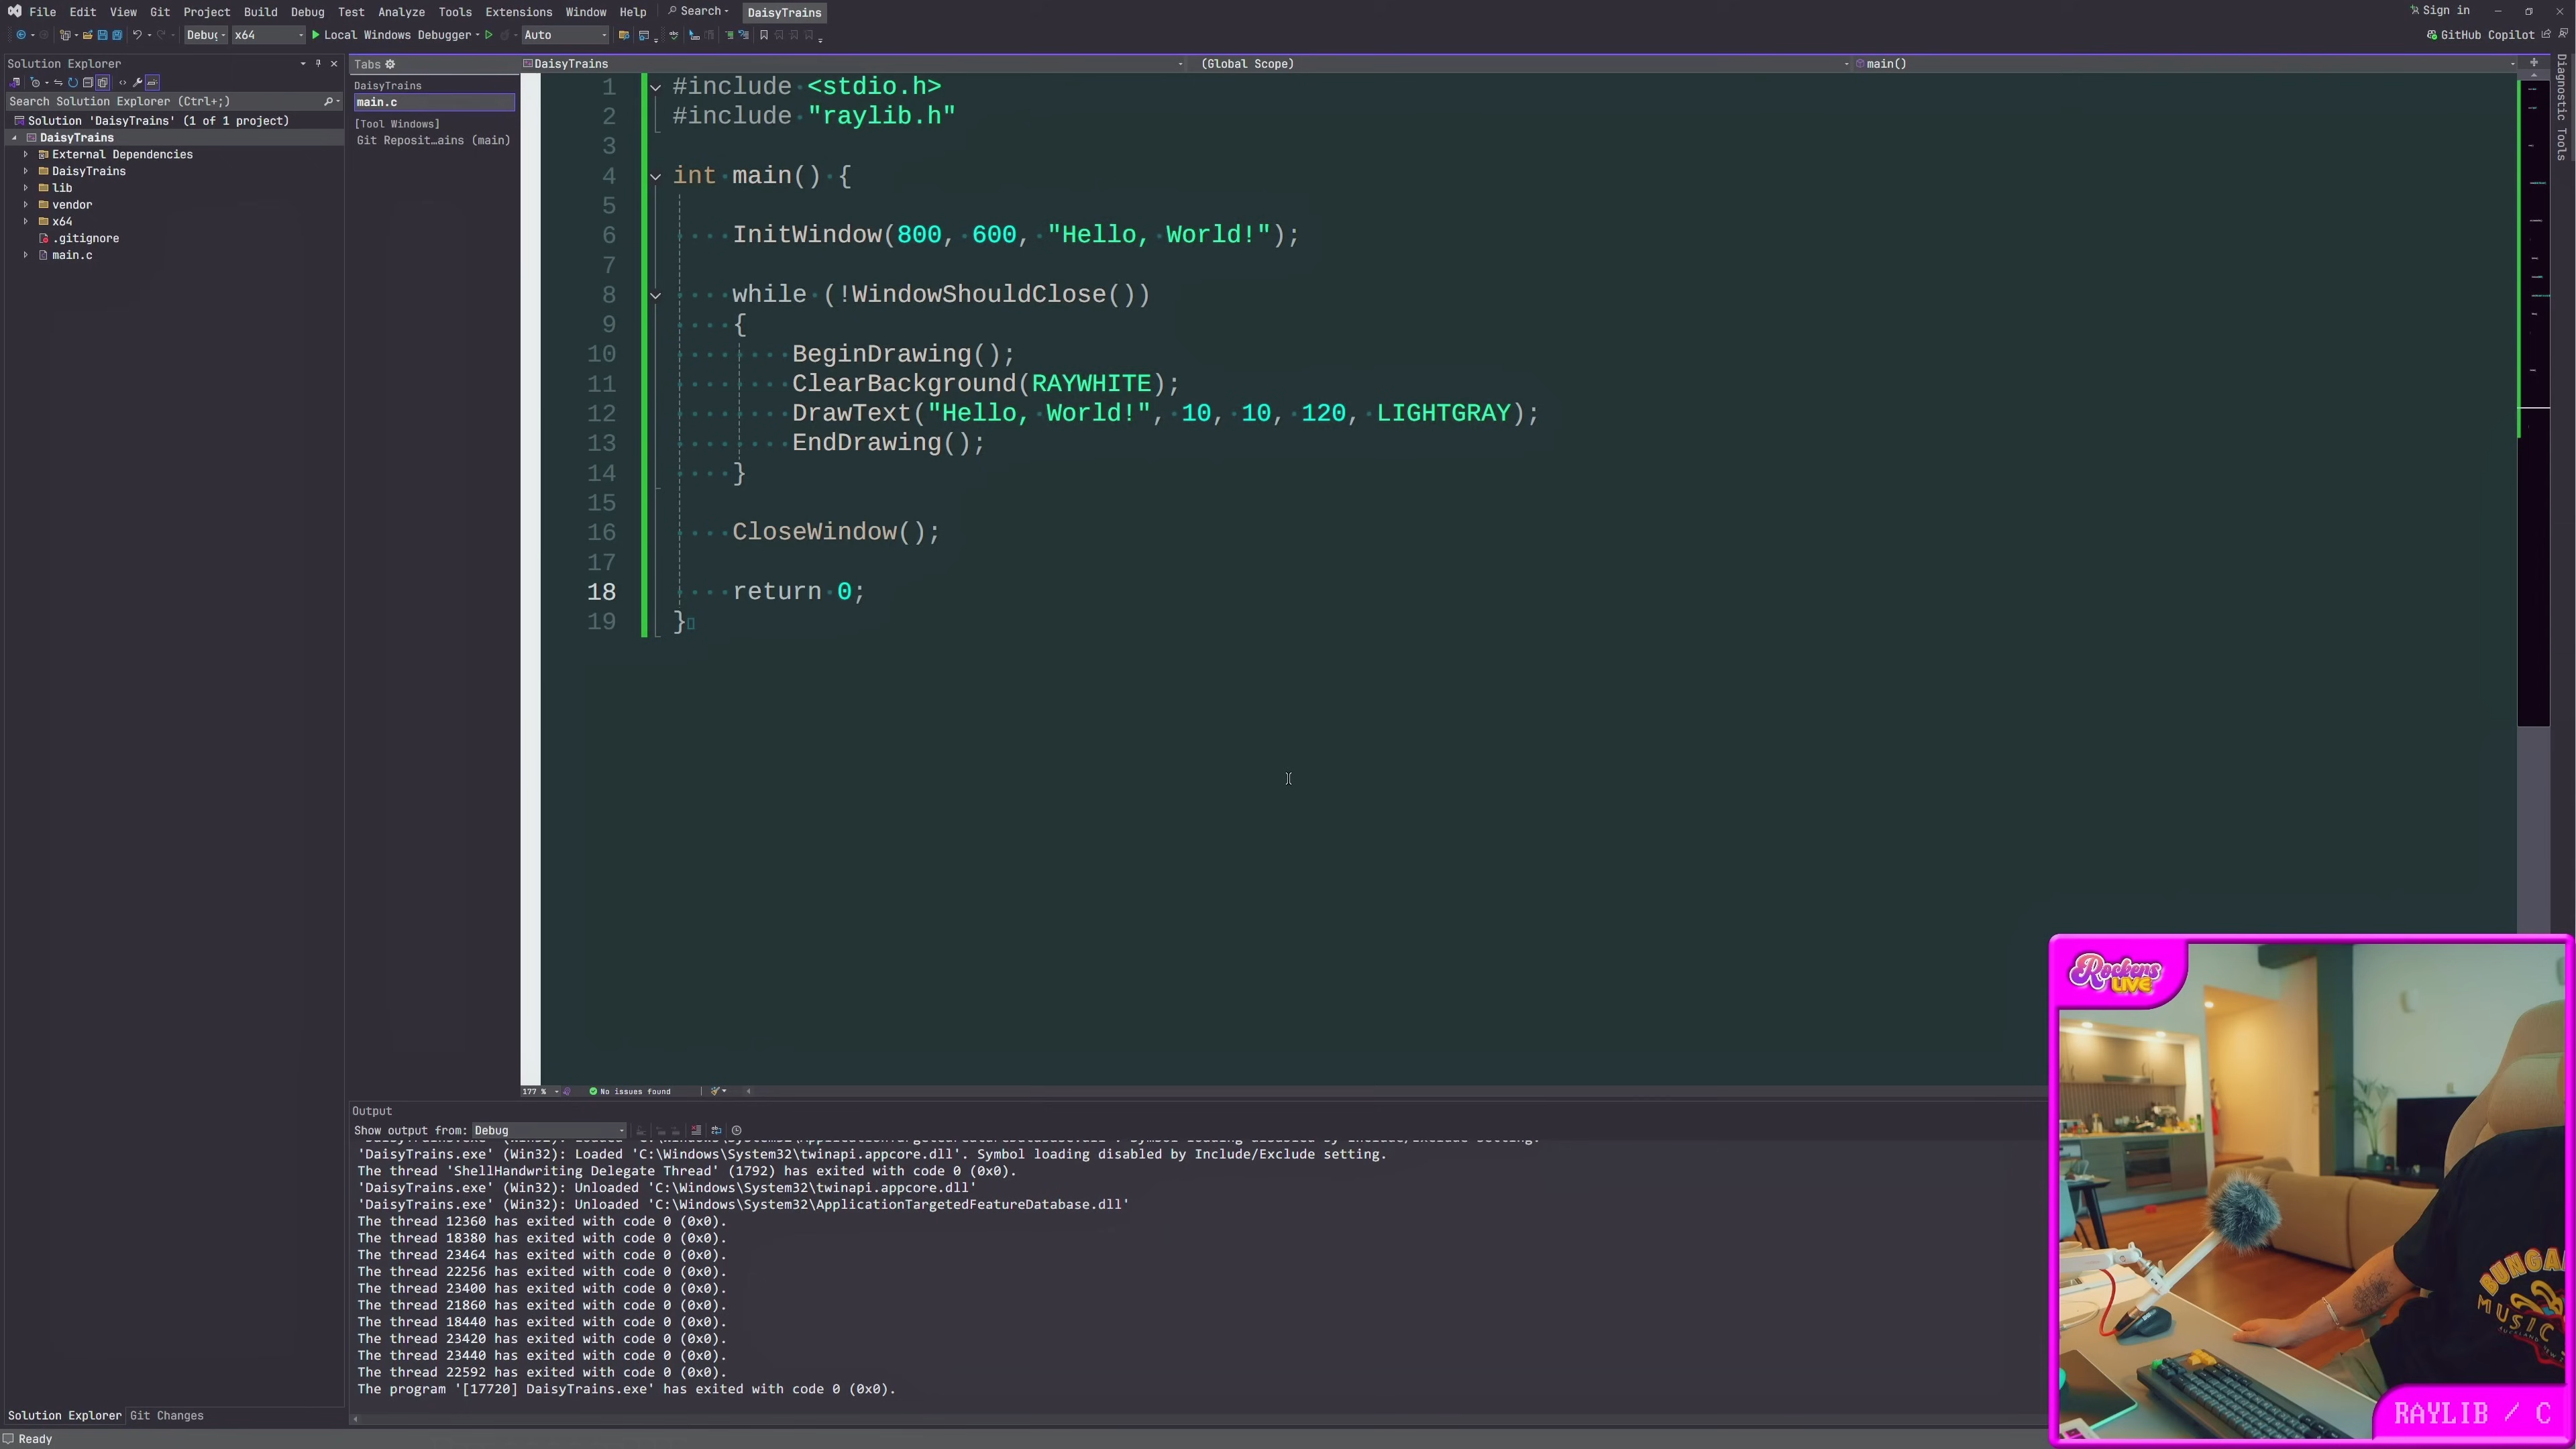 File Edit View Git Project Build Debug Test Analyze Tools Extensions Window Help Search DaisyTrains Sign in
Debug x64 Local Windows Debugger Auto GitHub Copilot
Solution Explorer
Search Solution Explorer (Ctrl+;)
Solution 'DaisyTrains' (1 of 1 project)
DaisyTrains
External Dependencies
DaisyTrains
lib
vendor
x64
.gitignore
main.c
Solution Explorer Git Changes
Tabs
DaisyTrains
main.c
[Tool Windows]
Git Reposit…ains (main)
DaisyTrains (Global Scope) main()
1 #include <stdio.h>
2 #include "raylib.h"
3
4 int main() {
5
6 InitWindow(800, 600, "Hello, World!");
7
8 while (!WindowShouldClose())
9 {
10 BeginDrawing();
11 ClearBackground(RAYWHITE);
12 DrawText("Hello, World!", 10, 10, 120, LIGHTGRAY);
13 EndDrawing();
14 }
15
16 CloseWindow();
17
18 return 0;
19 }
177 % No issues found
Diagnostic Tools
Output
Show output from: Debug
'DaisyTrains.exe' (Win32): Loaded 'C:\Windows\System32\twinapi.appcore.dll'. Symbol loading disabled by Include/Exclude setting.
The thread 'ShellHandwriting Delegate Thread' (1792) has exited with code 0 (0x0).
'DaisyTrains.exe' (Win32): Unloaded 'C:\Windows\System32\twinapi.appcore.dll'
'DaisyTrains.exe' (Win32): Unloaded 'C:\Windows\System32\ApplicationTargetedFeatureDatabase.dll'
The thread 12360 has exited with code 0 (0x0).
The thread 18380 has exited with code 0 (0x0).
The thread 23464 has exited with code 0 (0x0).
The thread 22256 has exited with code 0 (0x0).
The thread 23400 has exited with code 0 (0x0).
The thread 21860 has exited with code 0 (0x0).
The thread 18440 has exited with code 0 (0x0).
The thread 23420 has exited with code 0 (0x0).
The thread 23440 has exited with code 0 (0x0).
The thread 22592 has exited with code 0 (0x0).
The program '[17720] DaisyTrains.exe' has exited with code 0 (0x0).
Ready
Rockers
LIVE
BUNGA
MUSIC
RAYLIB / C